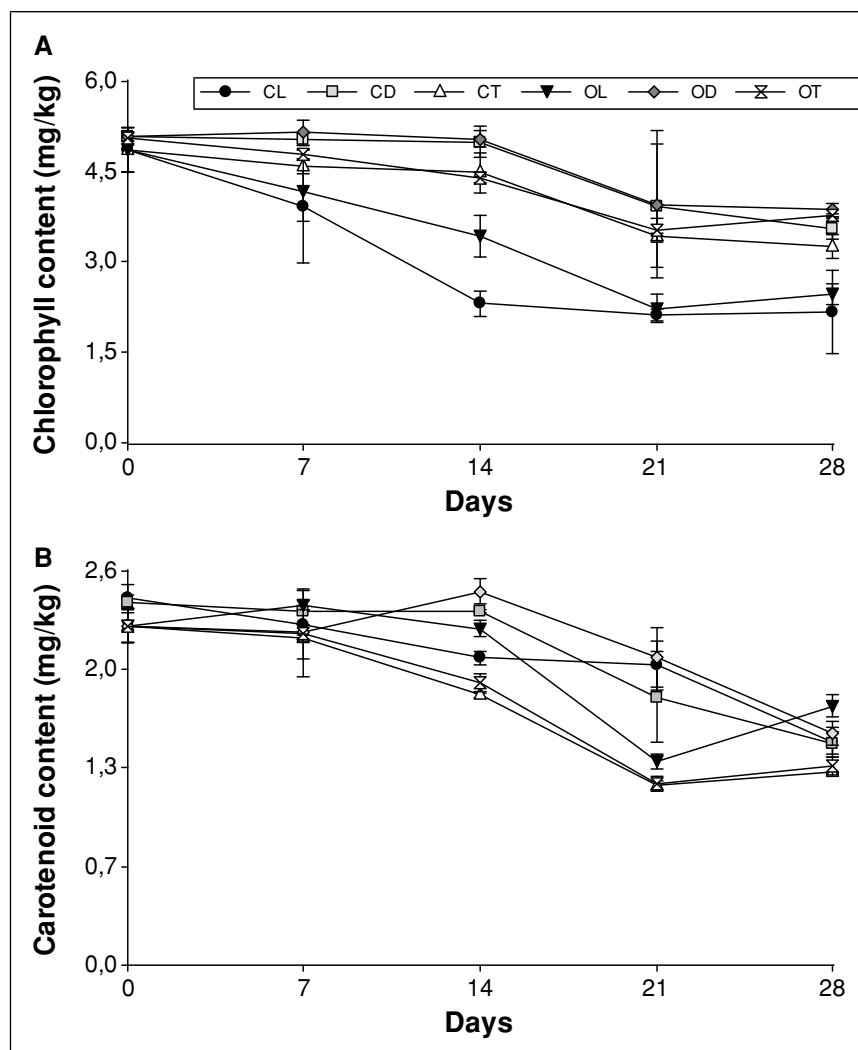 A
6,0
CL CD CT OL OD OT
4,5
3,0
1,5
0,0
Chlorophyll content (mg/kg)
0 7 14 21 28
Days
B
2,6
2,0
1,3
0,7
0,0
Carotenoid content (mg/kg)
0 7 14 21 28
Days